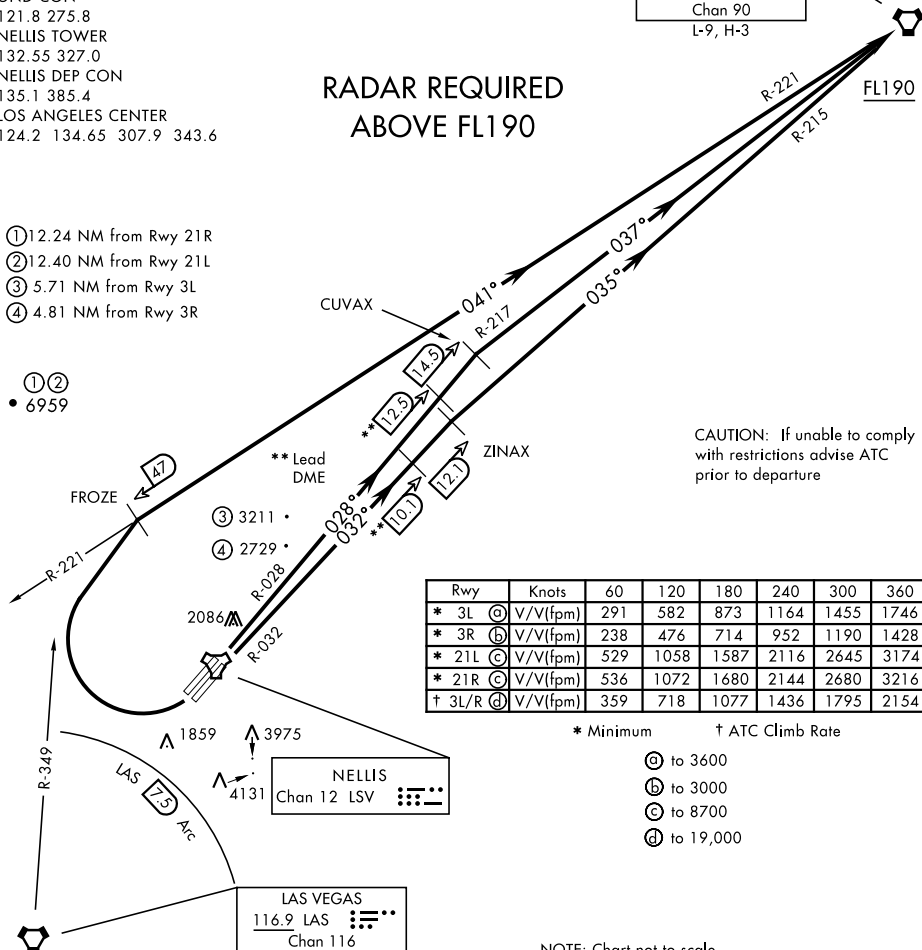 121.8 275.8
NELLIS TOWER
132.55 327.0
NELLIS DEP CON
135.1 385.4
LOS ANGELES CENTER
124.2 134.65 307.9 343.6
Chan 90
L-9, H-3
RADAR REQUIRED
ABOVE FL190
FL190
R-221
R-215
① 12.24 NM from Rwy 21R
② 12.40 NM from Rwy 21L
③ 5.71 NM from Rwy 3L
④ 4.81 NM from Rwy 3R
037°
041°
035°
CUVAX
R-217
14.5
① ②
6959
** 12.5
ZINAX
12.1
** Lead
DME
CAUTION: If unable to comply
with restrictions advise ATC
prior to departure
47
FROZE
③ 3211
028°
032°
** 10.1
④ 2729
R-221
R-028
2086
R-032
Rwy Knots 60 120 180 240 300 360
* 3L ⓐ V/V(fpm) 291 582 873 1164 1455 1746
* 3R ⓑ V/V(fpm) 238 476 714 952 1190 1428
* 21L ⓒ V/V(fpm) 529 1058 1587 2116 2645 3174
* 21R ⓒ V/V(fpm) 536 1072 1680 2144 2680 3216
† 3L/R ⓓ V/V(fpm) 359 718 1077 1436 1795 2154
* Minimum † ATC Climb Rate
ⓐ to 3600
ⓑ to 3000
ⓒ to 8700
ⓓ to 19,000
1859
3975
4131
R-349
LAS 7.5 Arc
NELLIS
Chan 12 LSV
LAS VEGAS
116.9 LAS
Chan 116
NOTE: Chart not to scale